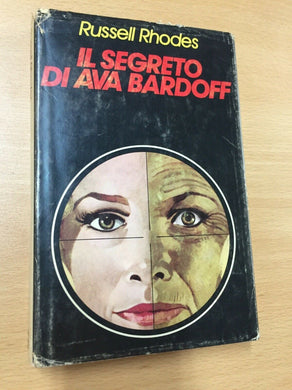 Russell Rhodes
IL SEGRETO
DI AVA BARDOFF